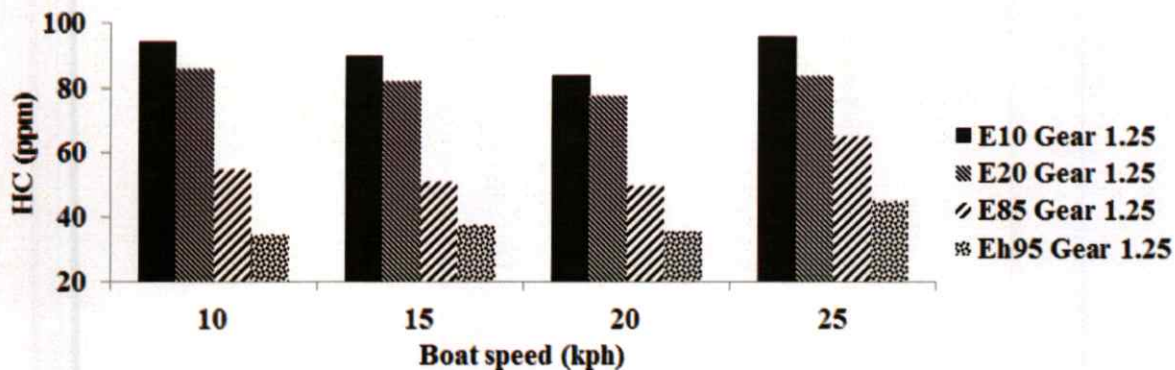 100
80
60
40
20
HC (ppm)
10 15 20 25
Boat speed (kph)
E10 Gear 1.25
E20 Gear 1.25
E85 Gear 1.25
Eh95 Gear 1.25